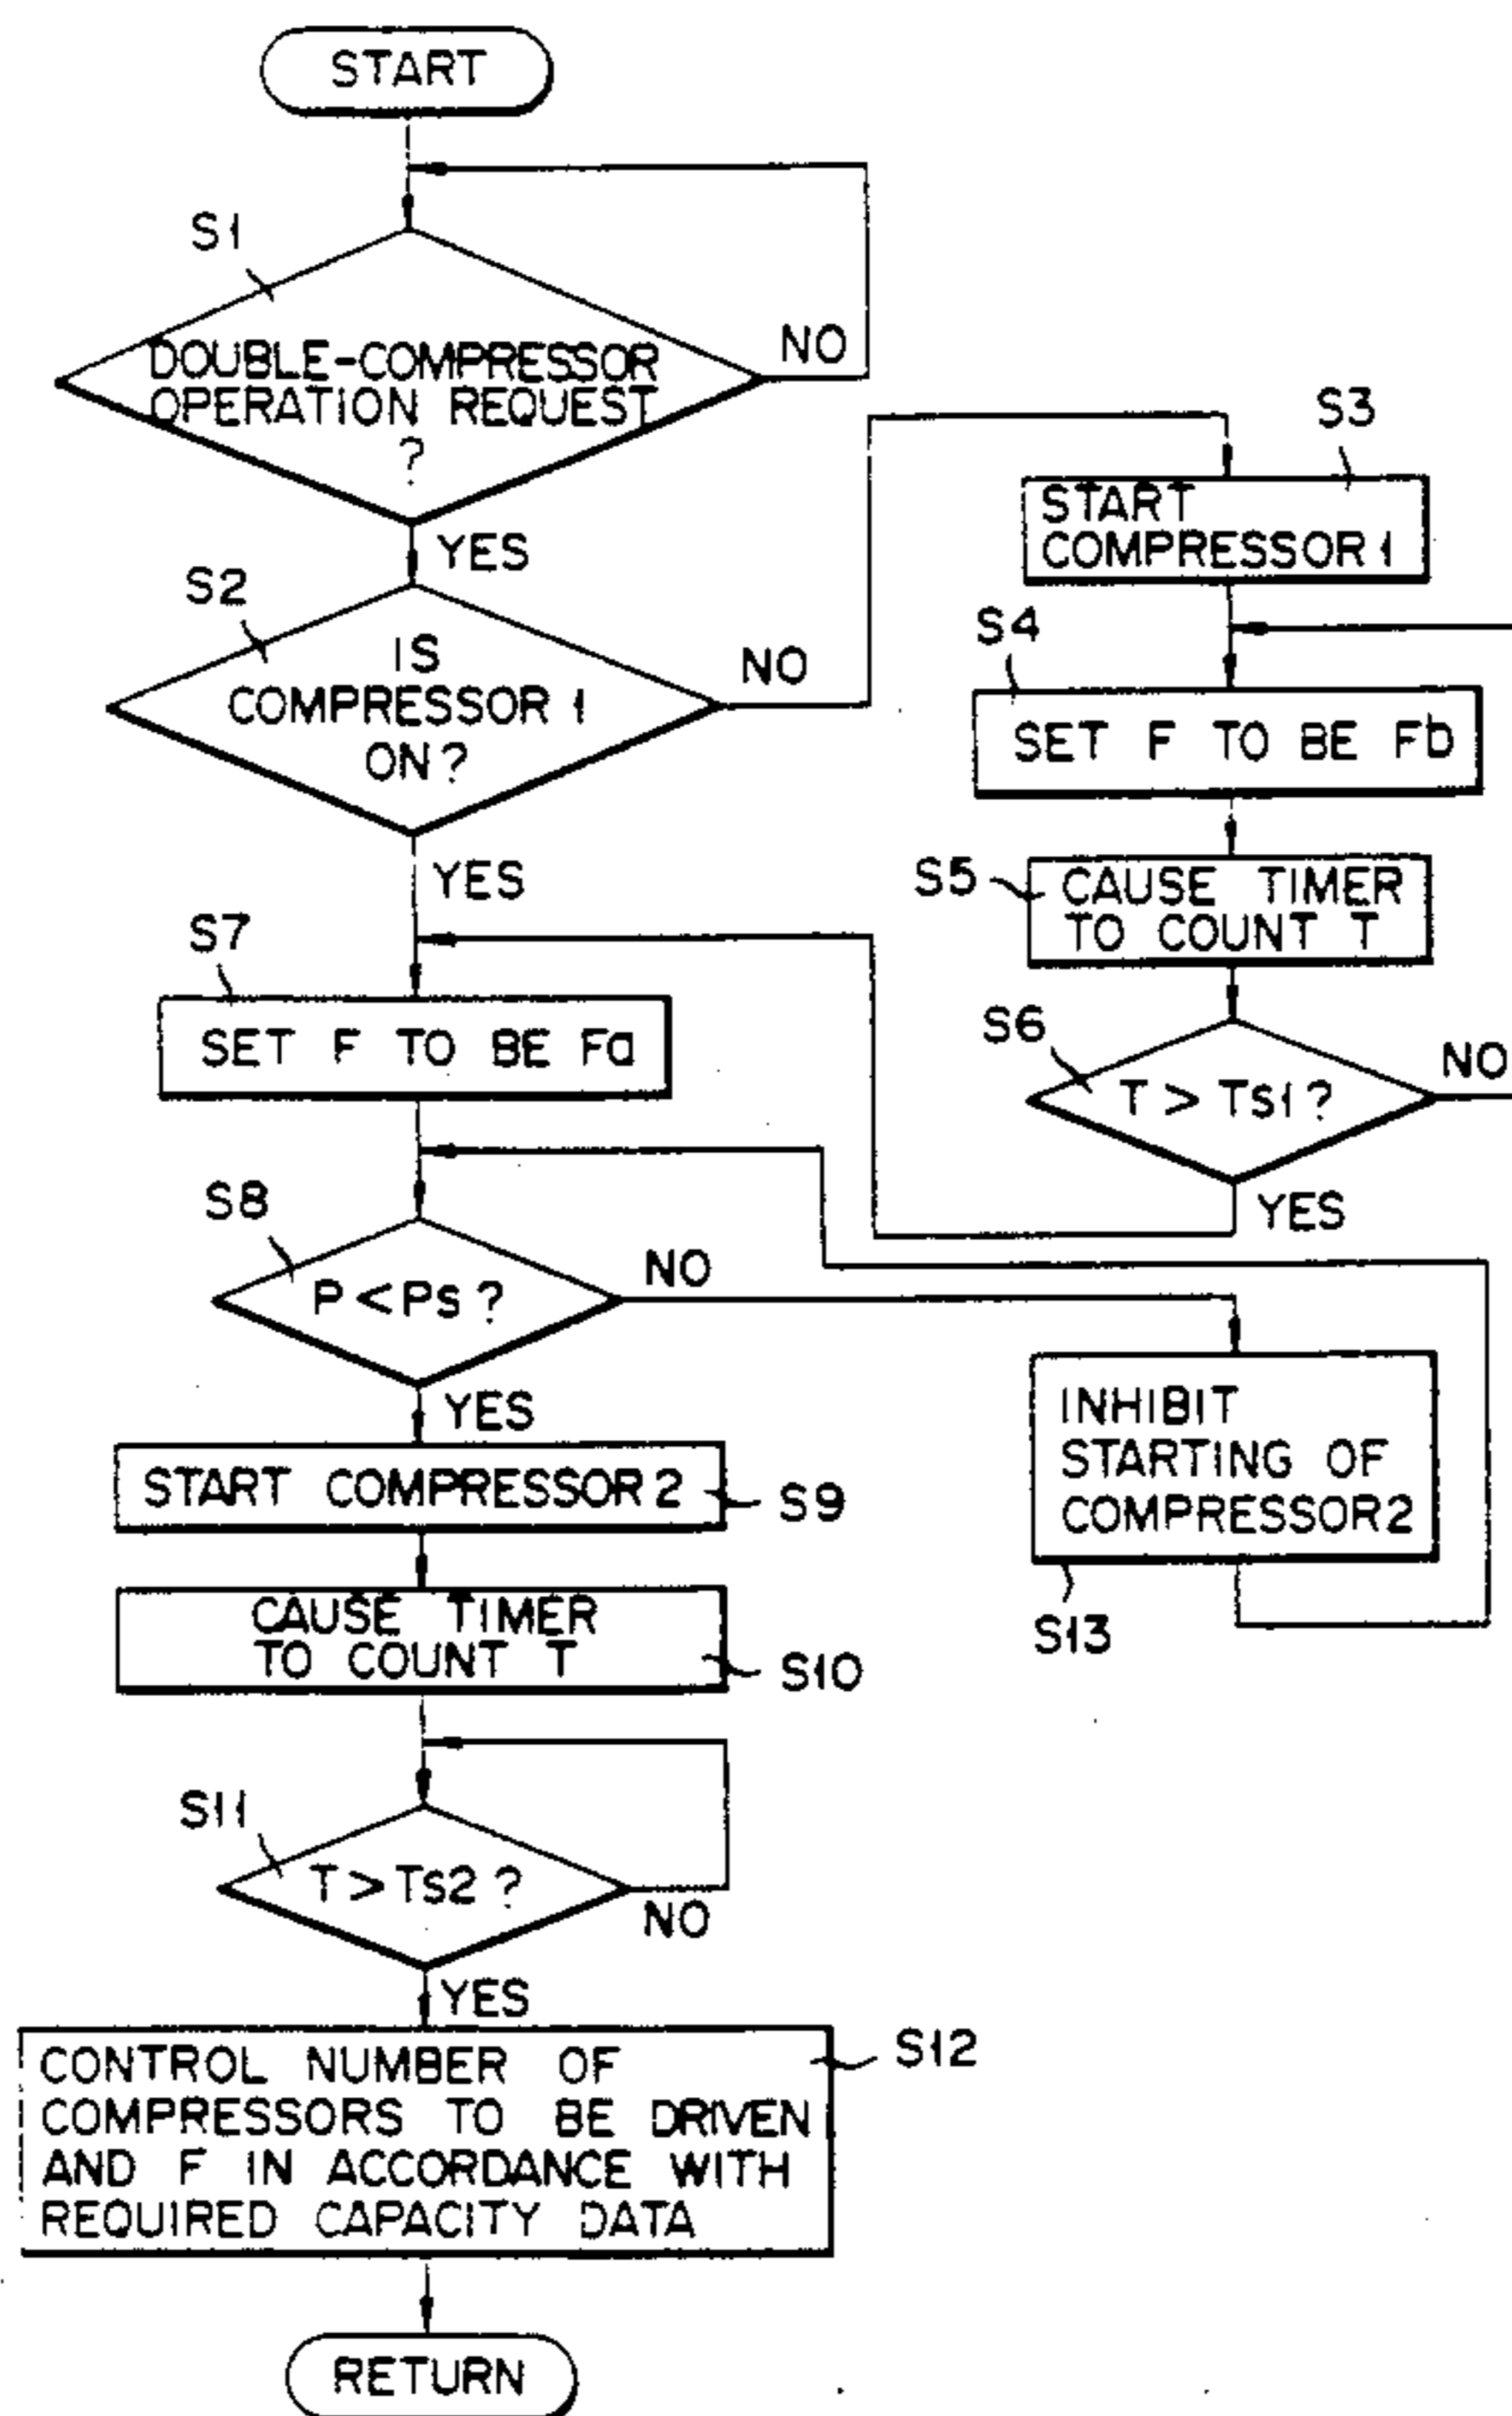 START
S1
DOUBLE-COMPRESSOR
OPERATION REQUEST
?
NO
YES
S2
IS
COMPRESSOR 1
ON?
NO
YES
S3
START
COMPRESSOR 1
S4
SET F TO BE Fb
S5
CAUSE TIMER
TO COUNT T
S6
T > Ts1?
NO
YES
S7
SET F TO BE Fa
S8
P < Ps?
NO
YES
START COMPRESSOR 2
S9
CAUSE TIMER
TO COUNT T
S10
INHIBIT
STARTING OF
COMPRESSOR 2
S13
S11
T > Ts2?
NO
YES
CONTROL NUMBER OF
COMPRESSORS TO BE DRIVEN
AND F IN ACCORDANCE WITH
REQUIRED CAPACITY DATA
S12
RETURN